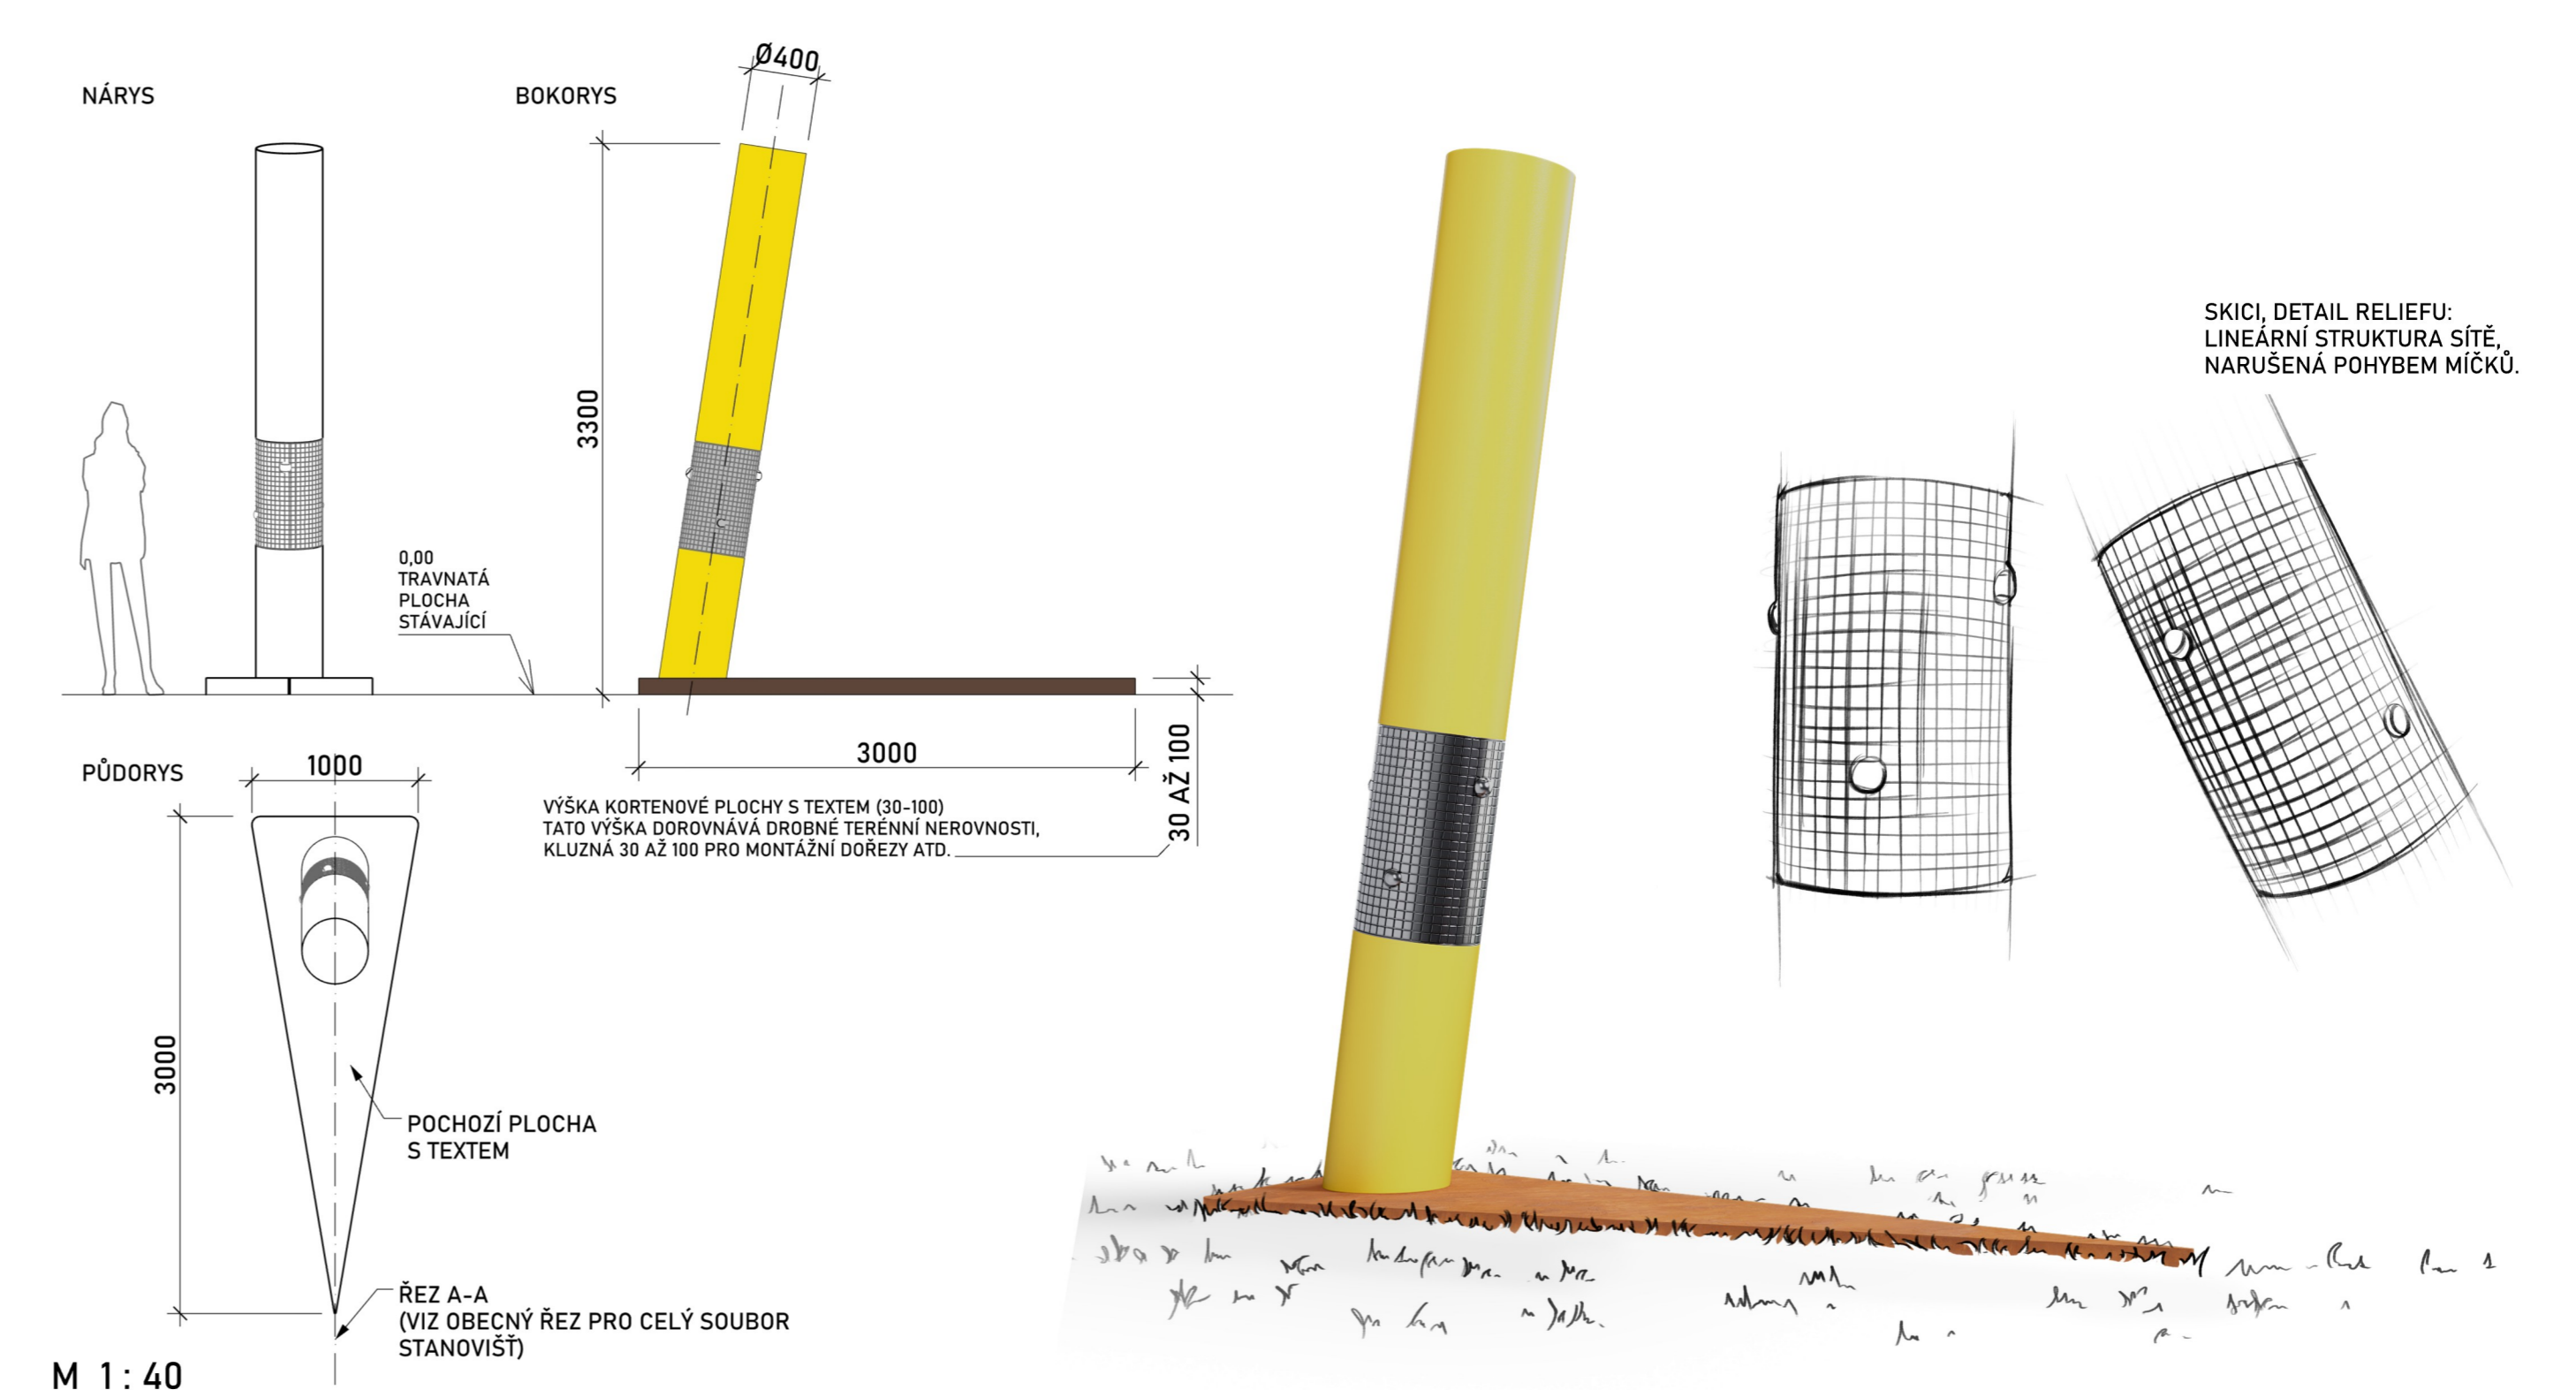 NÁRYS
BOKORYS
Ø400
3300
0,00
TRAVNATÁ
PLOCHA
STÁVAJÍCÍ
3000
30 AŽ 100
VÝŠKA KORTENOVÉ PLOCHY S TEXTEM (30-100)
TATO VÝŠKA DOROVNÁVÁ DROBNÉ TERÉNNÍ NEROVNOSTI,
KLUZNÁ 30 AŽ 100 PRO MONTÁŽNÍ DOŘEZY ATD.
PŮDORYS
1000
3000
POCHOZÍ PLOCHA
S TEXTEM
ŘEZ A-A
(VIZ OBECNÝ ŘEZ PRO CELÝ SOUBOR
STANOVIŠŤ)
M 1 : 40
SKICI, DETAIL RELIEFU:
LINEÁRNÍ STRUKTURA SÍTĚ,
NARUŠENÁ POHYBEM MÍČKŮ.